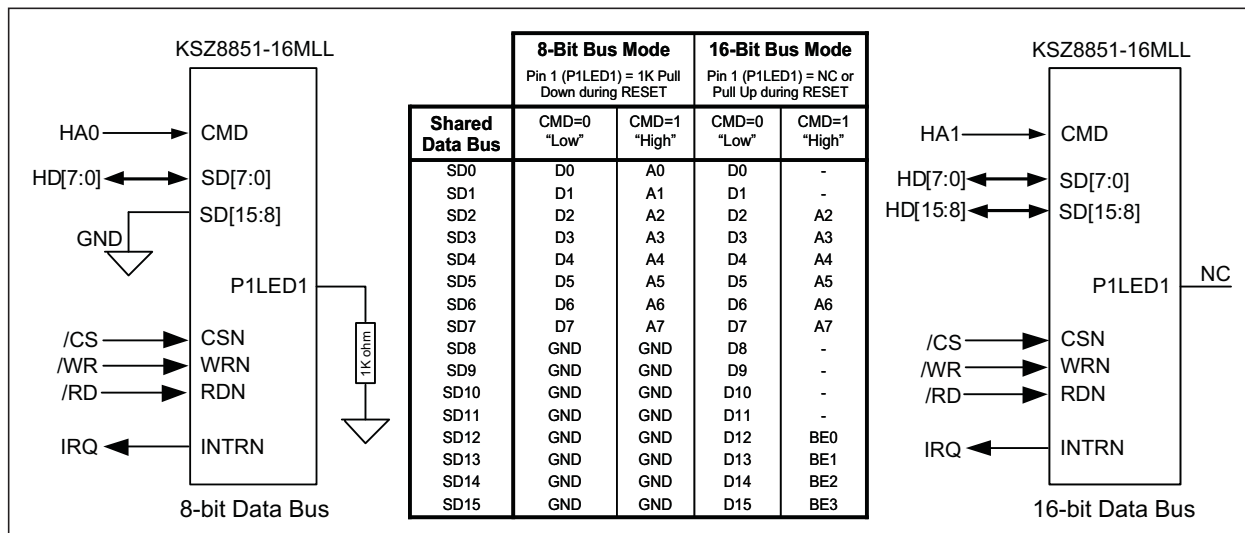 KSZ8851-16MLL
HA0
CMD
HD[7:0]
SD[7:0]
SD[15:8]
GND
P1LED1
1K ohm
/CS
CSN
/WR
WRN
/RD
RDN
IRQ
INTRN
8-bit Data Bus
8-Bit Bus Mode 16-Bit Bus Mode
Pin 1 (P1LED1) = 1K Pull Down during RESET
Pin 1 (P1LED1) = NC or Pull Up during RESET
Shared Data Bus CMD=0 "Low" CMD=1 "High" CMD=0 "Low" CMD=1 "High"
SD0 D0 A0 D0 -
SD1 D1 A1 D1 -
SD2 D2 A2 D2 A2
SD3 D3 A3 D3 A3
SD4 D4 A4 D4 A4
SD5 D5 A5 D5 A5
SD6 D6 A6 D6 A6
SD7 D7 A7 D7 A7
SD8 GND GND D8 -
SD9 GND GND D9 -
SD10 GND GND D10 -
SD11 GND GND D11 -
SD12 GND GND D12 BE0
SD13 GND GND D13 BE1
SD14 GND GND D14 BE2
SD15 GND GND D15 BE3
KSZ8851-16MLL
HA1
CMD
HD[7:0]
SD[7:0]
HD[15:8]
SD[15:8]
P1LED1
NC
/CS
CSN
/WR
WRN
/RD
RDN
IRQ
INTRN
16-bit Data Bus